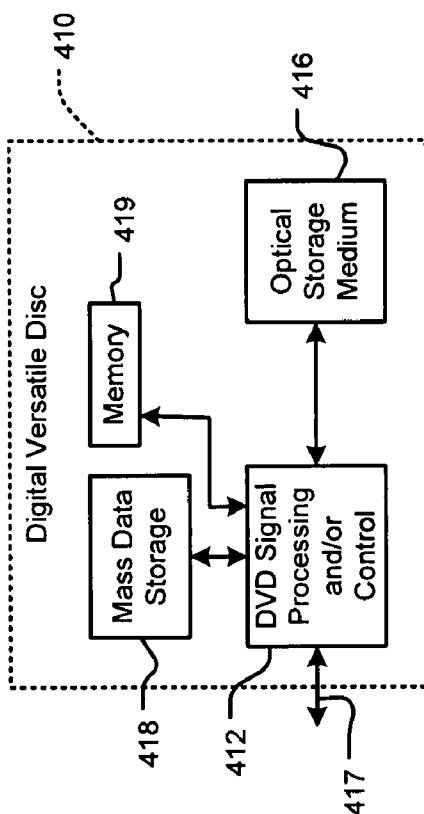 Digital Versatile Disc
410
Mass Data
Storage
418
Memory
419
DVD Signal
Processing
and/or
Control
412
Optical
Storage
Medium
416
417